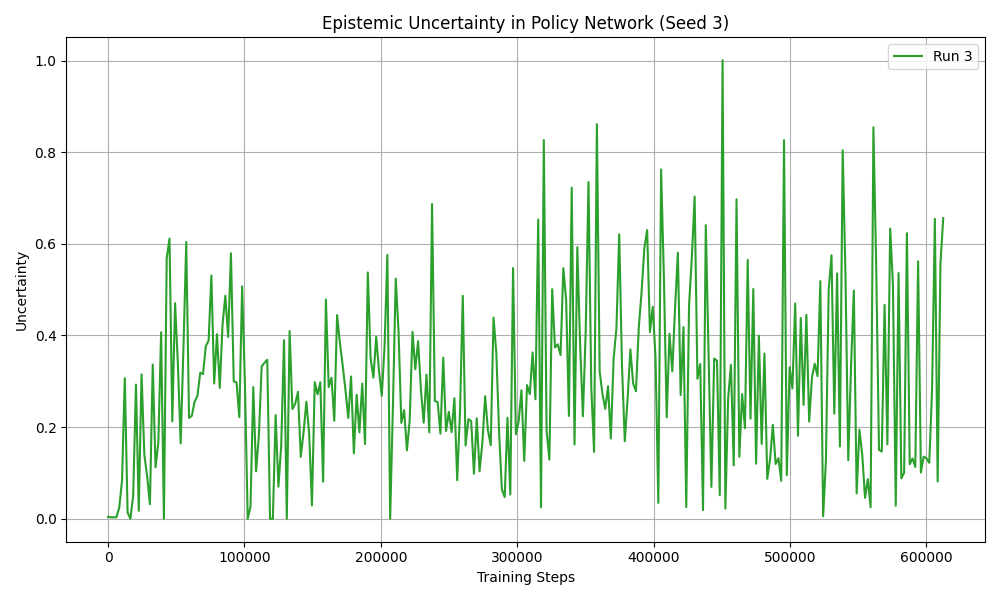 Epistemic Uncertainty in Policy Network (Seed 3)
Run 3
Uncertainty
1.0
0.8
0.6
0.4
0.2
0.0
0 100000 200000 300000 400000 500000 600000
Training Steps